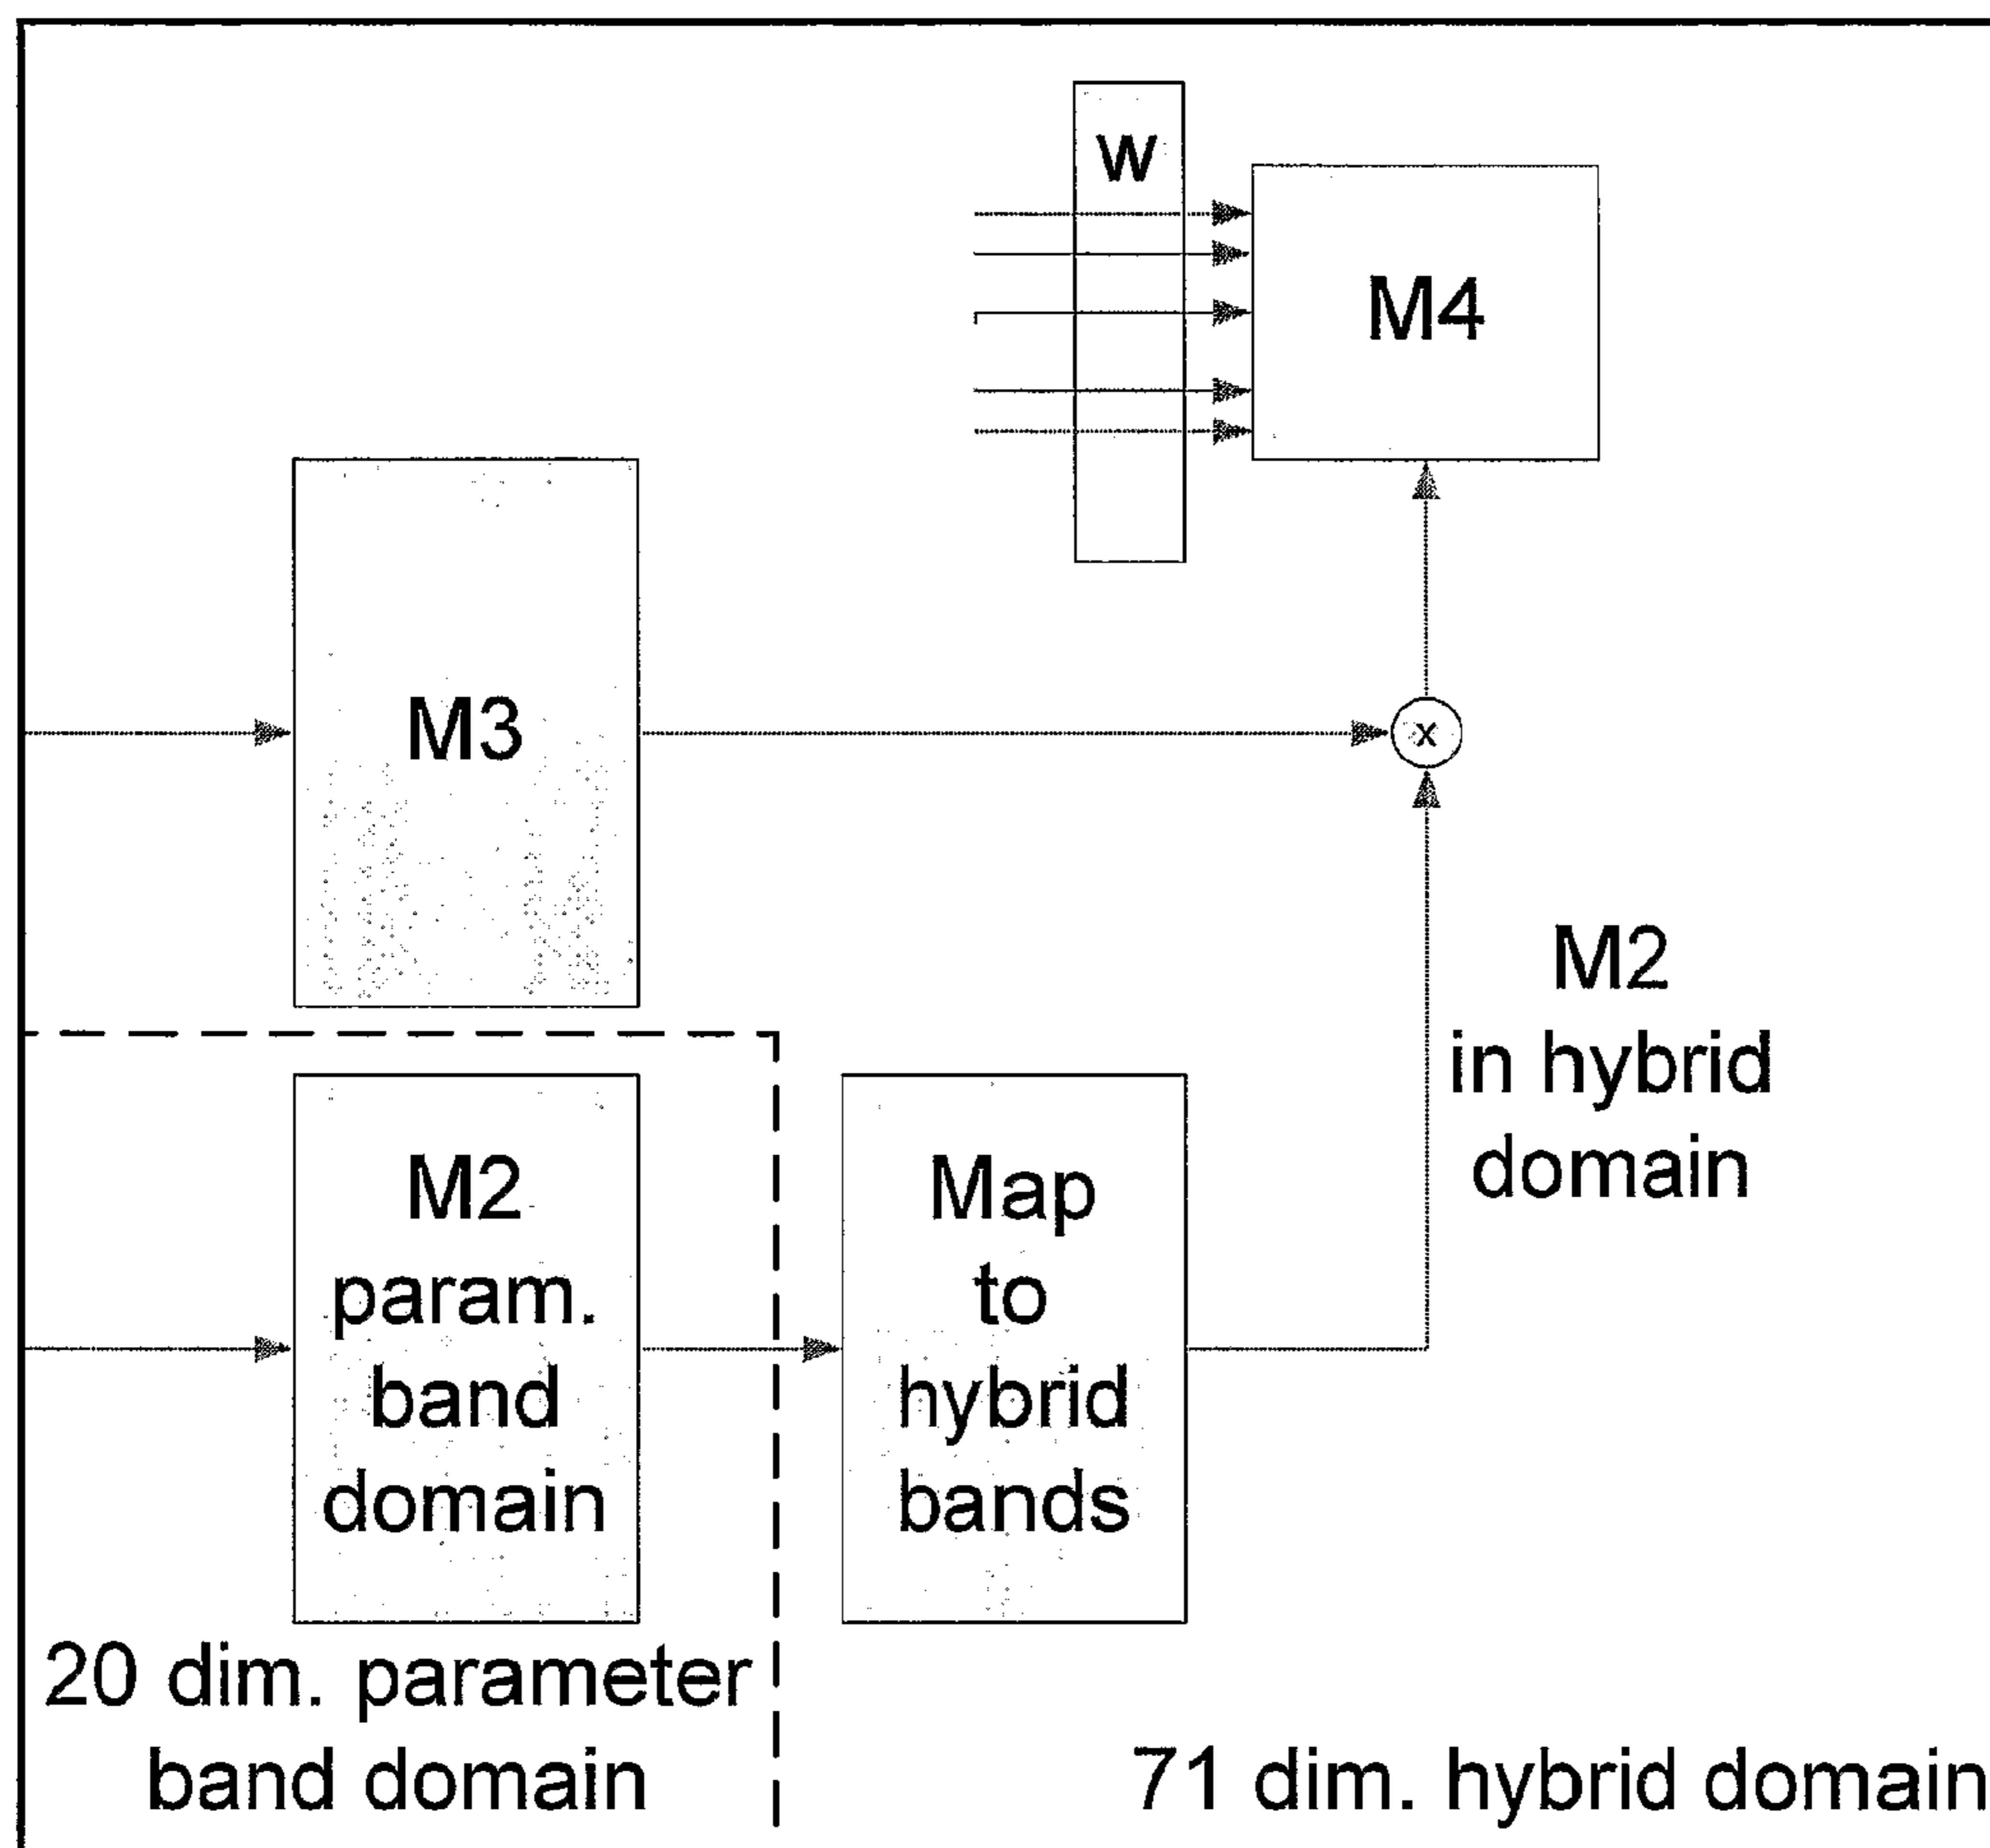 w
M4
M3
x
M2
in hybrid
domain
M2
param.
band
domain
Map
to
hybrid
bands
20 dim. parameter
band domain
71 dim. hybrid domain